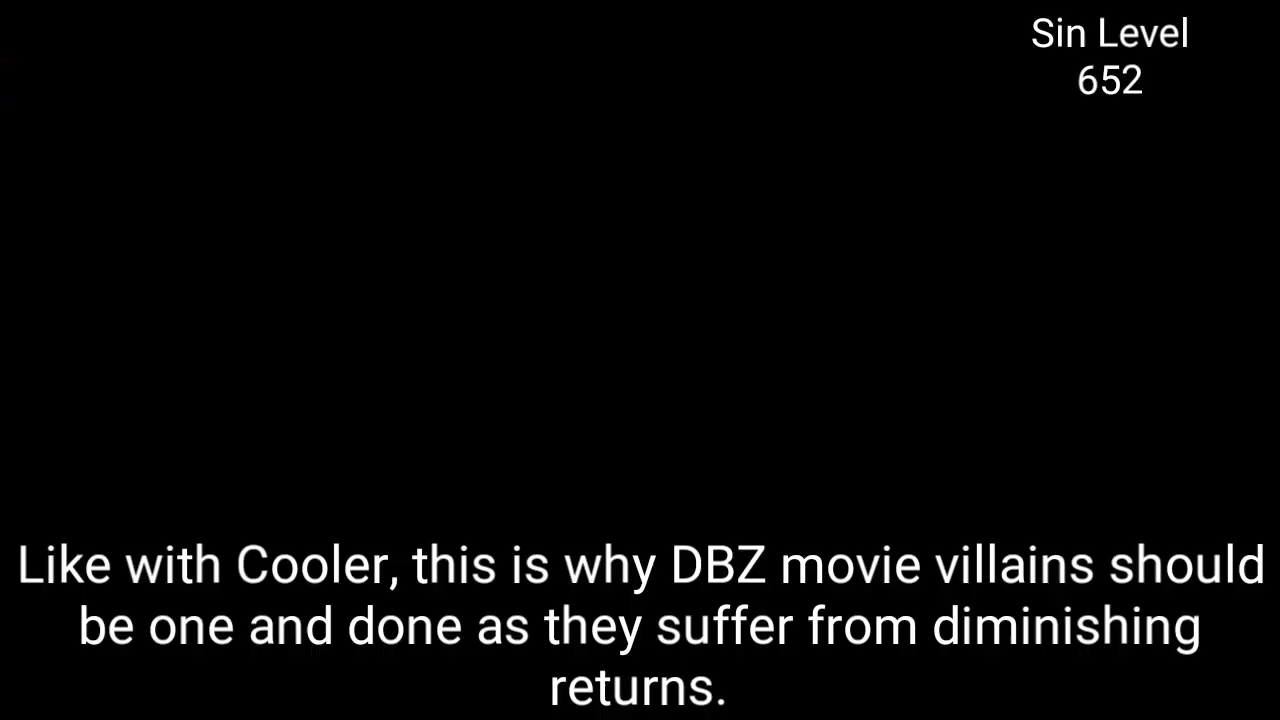 Sin Level
652
Like with Cooler, this is why DBZ movie villains should
be one and done as they suffer from diminishing
returns.